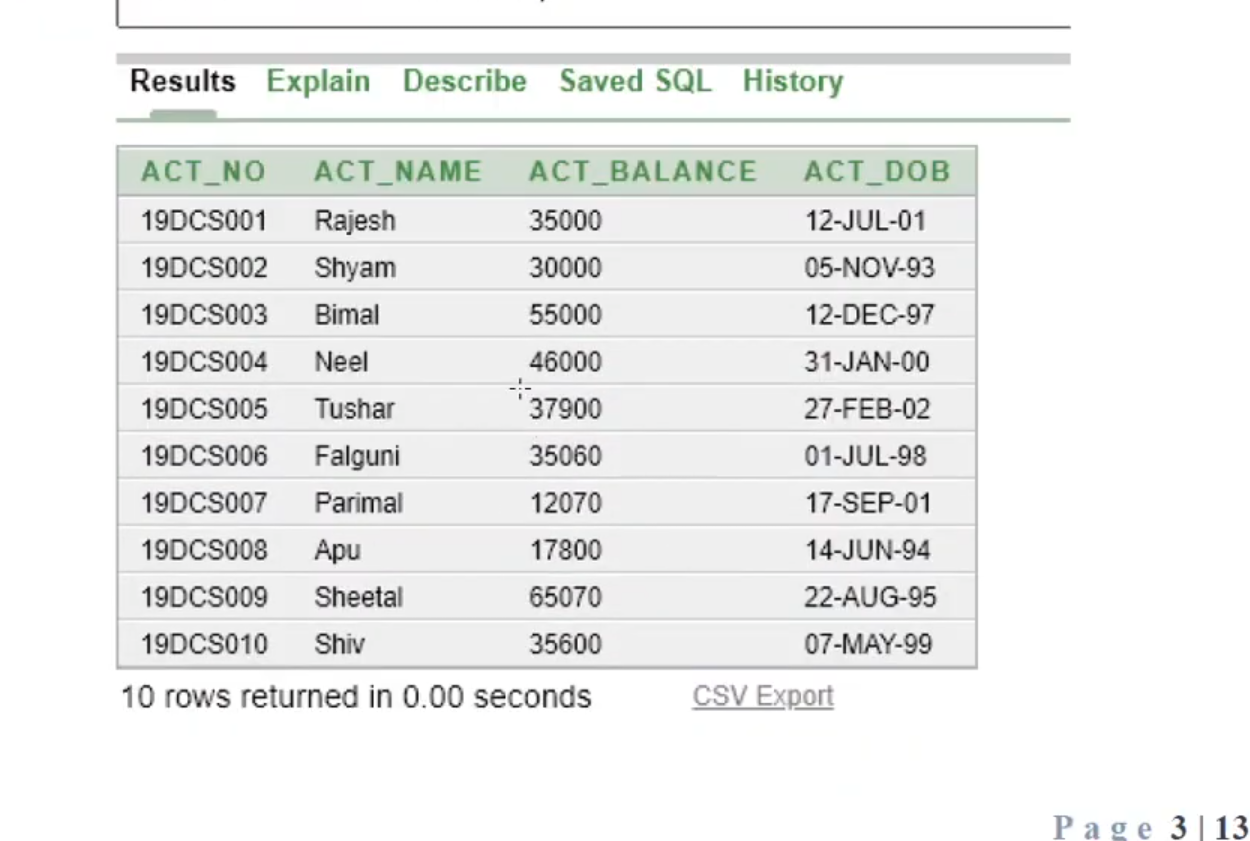 Results Explain Describe Saved SQL History
ACT_NO ACT_NAME ACT_BALANCE ACT_DOB
19DCS001 Rajesh 35000 12-JUL-01
19DCS002 Shyam 30000 05-NOV-93
19DCS003 Bimal 55000 12-DEC-97
19DCS004 Neel 46000 31-JAN-00
19DCS005 Tushar 37900 27-FEB-02
19DCS006 Falguni 35060 01-JUL-98
19DCS007 Parimal 12070 17-SEP-01
19DCS008 Apu 17800 14-JUN-94
19DCS009 Sheetal 65070 22-AUG-95
19DCS010 Shiv 35600 07-MAY-99
10 rows returned in 0.00 seconds CSV Export
Page 3 | 13